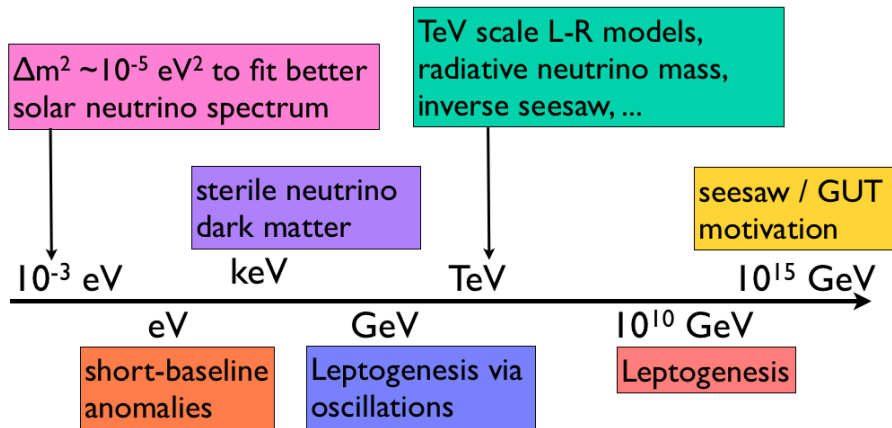 Δm² ~10⁻⁵ eV² to fit better
solar neutrino spectrum
TeV scale L-R models,
radiative neutrino mass,
inverse seesaw, ...
sterile neutrino
dark matter
seesaw / GUT
motivation
10⁻³ eV
keV
TeV
10¹⁵ GeV
eV
GeV
10¹⁰ GeV
short-baseline
anomalies
Leptogenesis via
oscillations
Leptogenesis